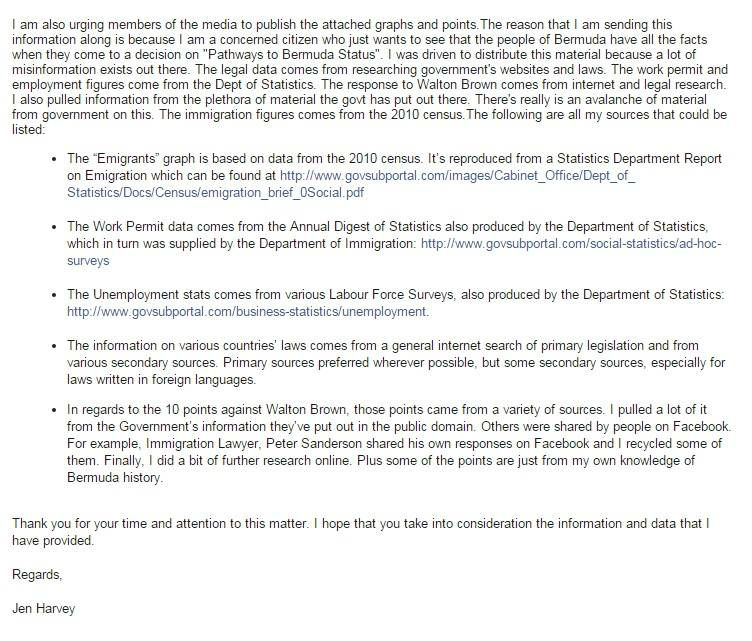 I am also urging members of the media to publish the attached graphs and points.The reason that I am sending this
information along is because I am a concerned citizen who just wants to see that the people of Bermuda have all the facts
when they come to a decision on "Pathways to Bermuda Status". I was driven to distribute this material because a lot of
misinformation exists out there. The legal data comes from researching government's websites and laws. The work permit and
employment figures come from the Dept of Statistics. The response to Walton Brown comes from internet and legal research.
I also pulled information from the plethora of material the govt has put out there. There's really is an avalanche of material
from government on this. The immigration figures comes from the 2010 census.The following are all my sources that could be
listed:
• The “Emigrants” graph is based on data from the 2010 census. It’s reproduced from a Statistics Department Report
on Emigration which can be found at http://www.govsubportal.com/images/Cabinet_Office/Dept_of_
Statistics/Docs/Census/emigration_brief_0Social.pdf
• The Work Permit data comes from the Annual Digest of Statistics also produced by the Department of Statistics,
which in turn was supplied by the Department of Immigration: http://www.govsubportal.com/social-statistics/ad-hoc-
surveys
• The Unemployment stats comes from various Labour Force Surveys, also produced by the Department of Statistics:
http://www.govsubportal.com/business-statistics/unemployment.
• The information on various countries’ laws comes from a general internet search of primary legislation and from
various secondary sources. Primary sources preferred wherever possible, but some secondary sources, especially for
laws written in foreign languages.
• In regards to the 10 points against Walton Brown, those points came from a variety of sources. I pulled a lot of it
from the Government’s information they’ve put out in the public domain. Others were shared by people on Facebook.
For example, Immigration Lawyer, Peter Sanderson shared his own responses on Facebook and I recycled some of
them. Finally, I did a bit of further research online. Plus some of the points are just from my own knowledge of
Bermuda history.
Thank you for your time and attention to this matter. I hope that you take into consideration the information and data that I
have provided.
Regards,
Jen Harvey